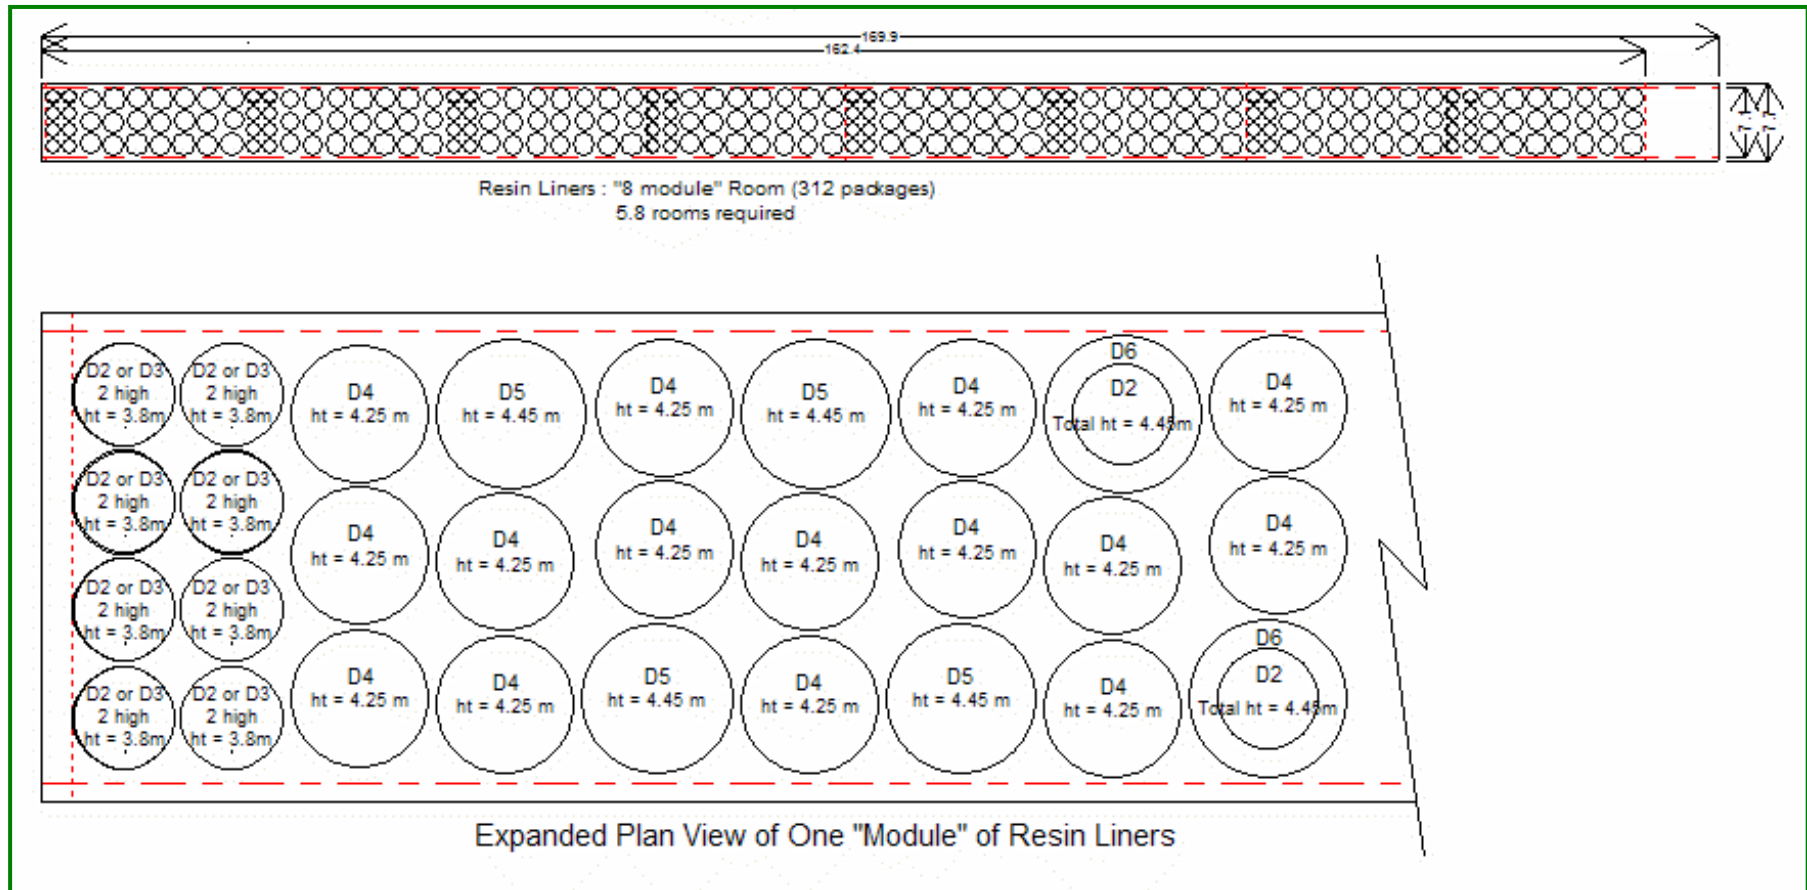 169.9
162.4
Resin Liners : "8 module" Room (312 packages)
5.8 rooms required
D2 or D3
2 high
ht = 3.8m
D2 or D3
2 high
ht = 3.8m
D4
ht = 4.25 m
D5
ht = 4.45 m
D4
ht = 4.25 m
D5
ht = 4.45 m
D4
ht = 4.25 m
D6
D2
Total ht = 4.45m
D4
ht = 4.25 m
D2 or D3
2 high
ht = 3.8m
D2 or D3
2 high
ht = 3.8m
D4
ht = 4.25 m
D4
ht = 4.25 m
D4
ht = 4.25 m
D4
ht = 4.25 m
D4
ht = 4.25 m
D4
ht = 4.25 m
D4
ht = 4.25 m
D2 or D3
2 high
ht = 3.8m
D2 or D3
2 high
ht = 3.8m
D2 or D3
2 high
ht = 3.8m
D2 or D3
2 high
ht = 3.8m
D4
ht = 4.25 m
D4
ht = 4.25 m
D5
ht = 4.45 m
D4
ht = 4.25 m
D5
ht = 4.45 m
D4
ht = 4.25 m
D6
D2
Total ht = 4.45m
Expanded Plan View of One "Module" of Resin Liners